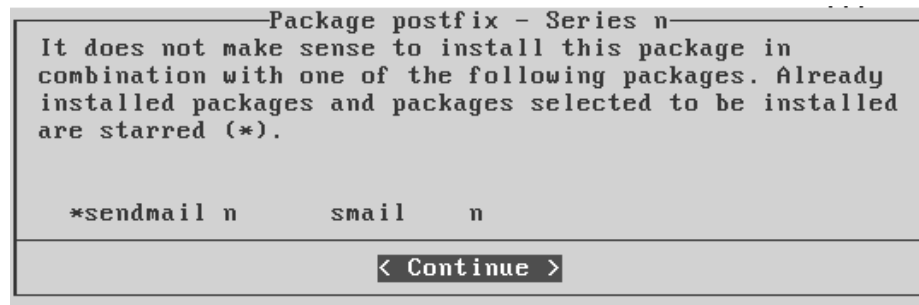 Package postfix - Series n
It does not make sense to install this package in
combination with one of the following packages. Already
installed packages and packages selected to be installed
are starred (*).
*sendmail n smail n
< Continue >